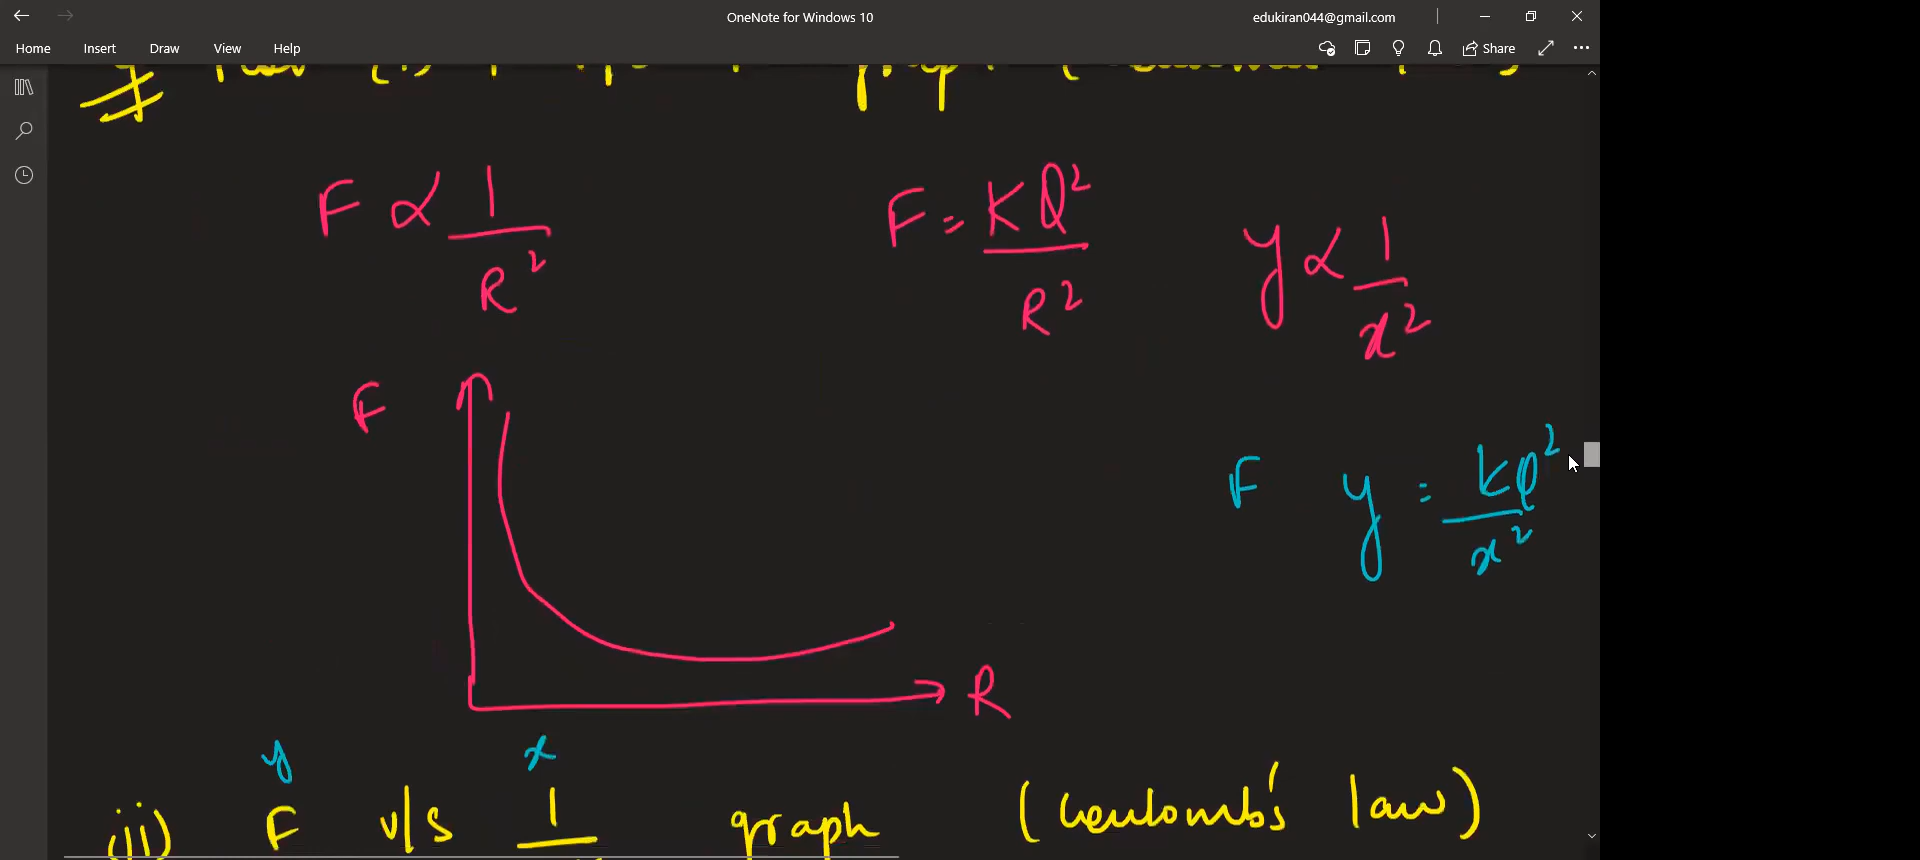 OneNote for Windows 10
edukiran044@gmail.com
Home Insert Draw View Help
Share
F ∝ 1/R²
F = KQ²/R²
y ∝ 1/x²
F
R
F y = kQ²/x²
y x
(ii) F v/s 1 graph (Coulomb's law)